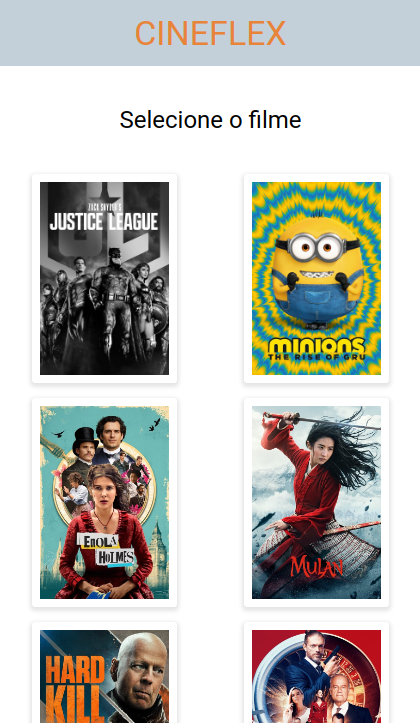 CINEFLEX
Selecione o filme
ZACK SNYDER'S
JUSTICE LEAGUE
MINIONS
THE RISE OF GRU
ENOLA
HOLMES
MULAN
HARD
KILL